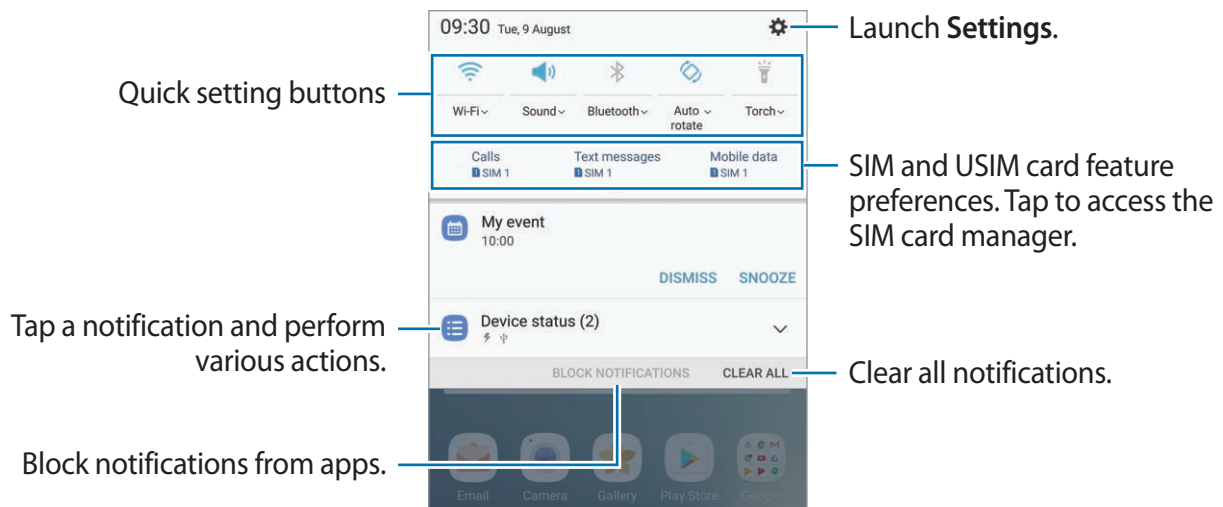 09:30 Tue, 9 August
Launch Settings.
Quick setting buttons
Wi-Fi
Sound
Bluetooth
Auto
rotate
Torch
Calls
SIM 1
Text messages
SIM 1
Mobile data
SIM 1
SIM and USIM card feature
preferences. Tap to access the
SIM card manager.
My event
10:00
DISMISS SNOOZE
Tap a notification and perform
various actions.
Device status (2)
BLOCK NOTIFICATIONS CLEAR ALL
Clear all notifications.
Block notifications from apps.
Email Camera Gallery Play Store Google